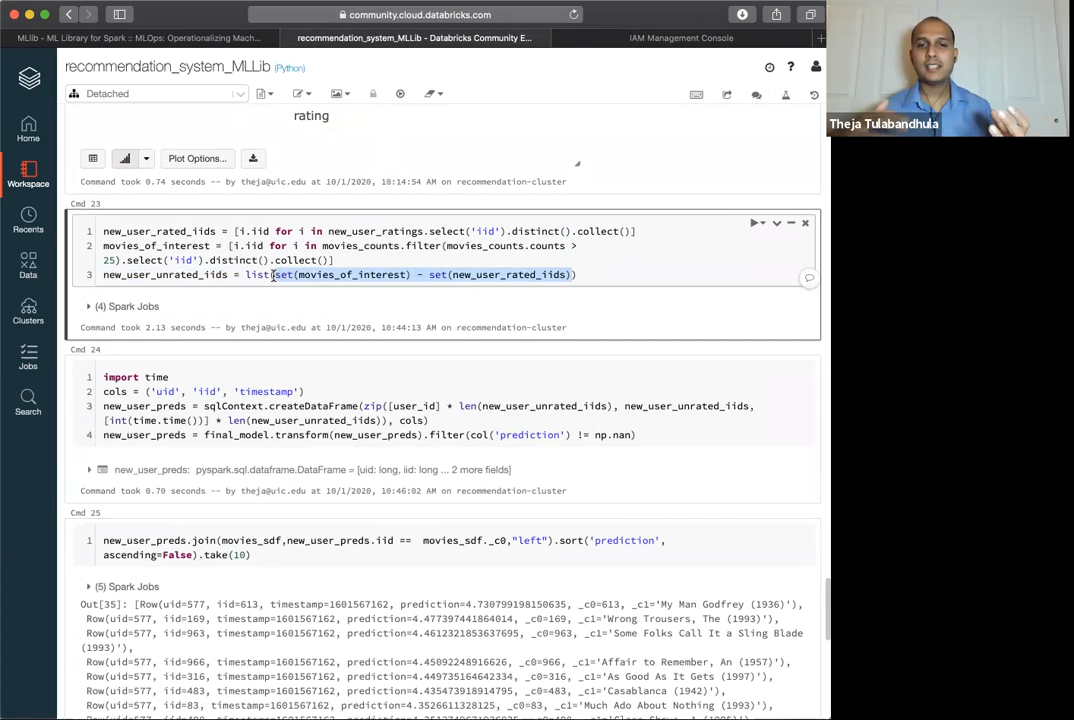 community.cloud.databricks.com
MLlib - ML Library for Spark :: MLOps: Operationalizing Mach...
recommendation_system_MLLib - Databricks Community E...
IAM Management Console
recommendation_system_MLLib (Python)
Detached
Home
Workspace
Recents
Data
Clusters
Jobs
Search
Theja Tulabandhula
rating
Plot Options...
Command took 0.74 seconds -- by theja@uic.edu at 10/1/2020, 10:14:54 AM on recommendation-cluster
Cmd 23
1 new_user_rated_iids = [i.iid for i in new_user_ratings.select('iid').distinct().collect()]
2 movies_of_interest = [i.iid for i in movies_counts.filter(movies_counts.counts >
25).select('iid').distinct().collect()]
3 new_user_unrated_iids = list(set(movies_of_interest) - set(new_user_rated_iids))
(4) Spark Jobs
Command took 2.13 seconds -- by theja@uic.edu at 10/1/2020, 10:44:13 AM on recommendation-cluster
Cmd 24
1 import time
2 cols = ('uid', 'iid', 'timestamp')
3 new_user_preds = sqlContext.createDataFrame(zip([user_id] * len(new_user_unrated_iids), new_user_unrated_iids,
[int(time.time())] * len(new_user_unrated_iids)), cols)
4 new_user_preds = final_model.transform(new_user_preds).filter(col('prediction') != np.nan)
new_user_preds: pyspark.sql.dataframe.DataFrame = [uid: long, iid: long ... 2 more fields]
Command took 0.70 seconds -- by theja@uic.edu at 10/1/2020, 10:46:02 AM on recommendation-cluster
Cmd 25
1 new_user_preds.join(movies_sdf,new_user_preds.iid == movies_sdf._c0,"left").sort('prediction',
ascending=False).take(10)
(5) Spark Jobs
Out[35]: [Row(uid=577, iid=613, timestamp=1601567162, prediction=4.730799198150635, _c0=613, _c1='My Man Godfrey (1936)'),
Row(uid=577, iid=169, timestamp=1601567162, prediction=4.477397441864014, _c0=169, _c1='Wrong Trousers, The (1993)'),
Row(uid=577, iid=963, timestamp=1601567162, prediction=4.4612321853637695, _c0=963, _c1='Some Folks Call It a Sling Blade
(1993)'),
Row(uid=577, iid=966, timestamp=1601567162, prediction=4.45092248916626, _c0=966, _c1='Affair to Remember, An (1957)'),
Row(uid=577, iid=316, timestamp=1601567162, prediction=4.449735164642334, _c0=316, _c1='As Good As It Gets (1997)'),
Row(uid=577, iid=483, timestamp=1601567162, prediction=4.354739918914795, _c0=483, _c1='Casablanca (1942)'),
Row(uid=577, iid=83, timestamp=1601567162, prediction=4.3526611328125, _c0=83, _c1='Much Ado About Nothing (1993)'),